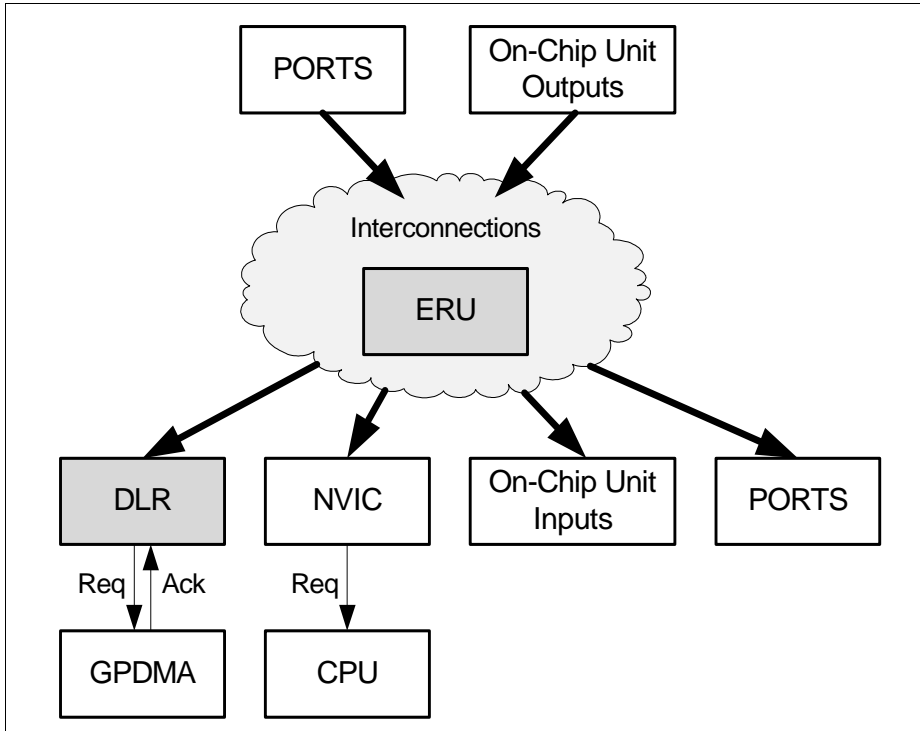 PORTS
On-Chip Unit
Outputs
Interconnections
ERU
DLR
NVIC
On-Chip Unit
Inputs
PORTS
Req
Ack
Req
GPDMA
CPU